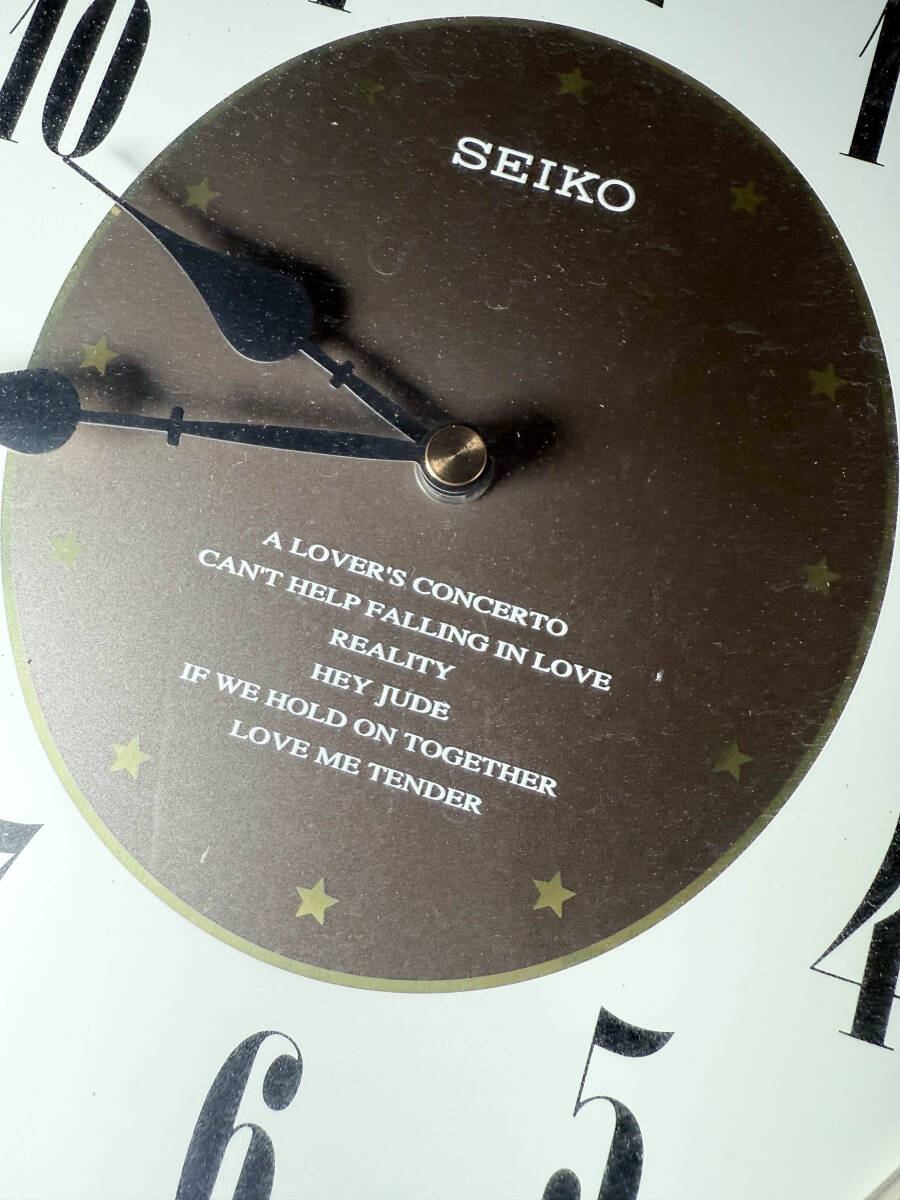 10
1
SEIKO
A LOVER'S CONCERTO
CAN'T HELP FALLING IN LOVE
REALITY
HEY JUDE
IF WE HOLD ON TOGETHER
LOVE ME TENDER
7
4
6
5